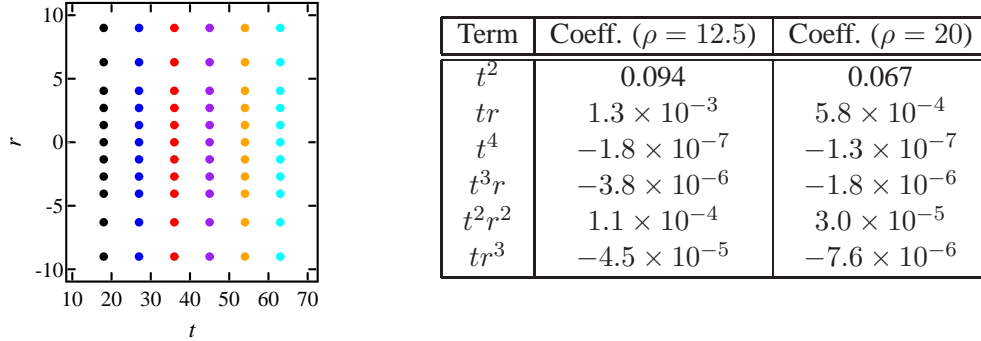 10
5
0
-5
-10
r
10 20 30 40 50 60 70
t
Term Coeff. (ρ = 12.5) Coeff. (ρ = 20)
t² 0.094 0.067
tr 1.3 × 10⁻³ 5.8 × 10⁻⁴
t⁴ −1.8 × 10⁻⁷ −1.3 × 10⁻⁷
t³r −3.8 × 10⁻⁶ −1.8 × 10⁻⁶
t²r² 1.1 × 10⁻⁴ 3.0 × 10⁻⁵
tr³ −4.5 × 10⁻⁵ −7.6 × 10⁻⁶